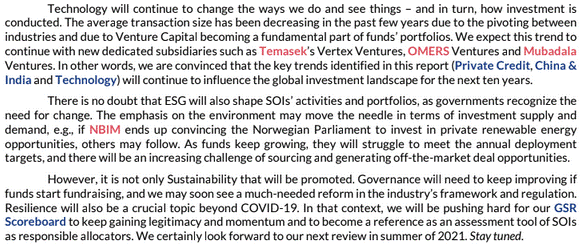 Technology will continue to change the ways we do and see things – and in turn, how investment is
conducted. The average transaction size has been decreasing in the past few years due to the pivoting between
industries and due to Venture Capital becoming a fundamental part of funds' portfolios. We expect this trend to
continue with new dedicated subsidiaries such as Temasek's Vertex Ventures, OMERS Ventures and Mubadala
Ventures. In other words, we are convinced that the key trends identified in this report (Private Credit, China &
India and Technology) will continue to influence the global investment landscape for the next ten years.
There is no doubt that ESG will also shape SOIs' activities and portfolios, as governments recognize the
need for change. The emphasis on the environment may move the needle in terms of investment supply and
demand, e.g., if NBIM ends up convincing the Norwegian Parliament to invest in private renewable energy
opportunities, others may follow. As funds keep growing, they will struggle to meet the annual deployment
targets, and there will be an increasing challenge of sourcing and generating off-the-market deal opportunities.
However, it is not only Sustainability that will be promoted. Governance will need to keep improving if
funds start fundraising, and we may soon see a much-needed reform in the industry's framework and regulation.
Resilience will also be a crucial topic beyond COVID-19. In that context, we will be pushing hard for our GSR
Scoreboard to keep gaining legitimacy and momentum and to become a reference as an assessment tool of SOIs
as responsible allocators. We certainly look forward to our next review in summer of 2021. Stay tuned.